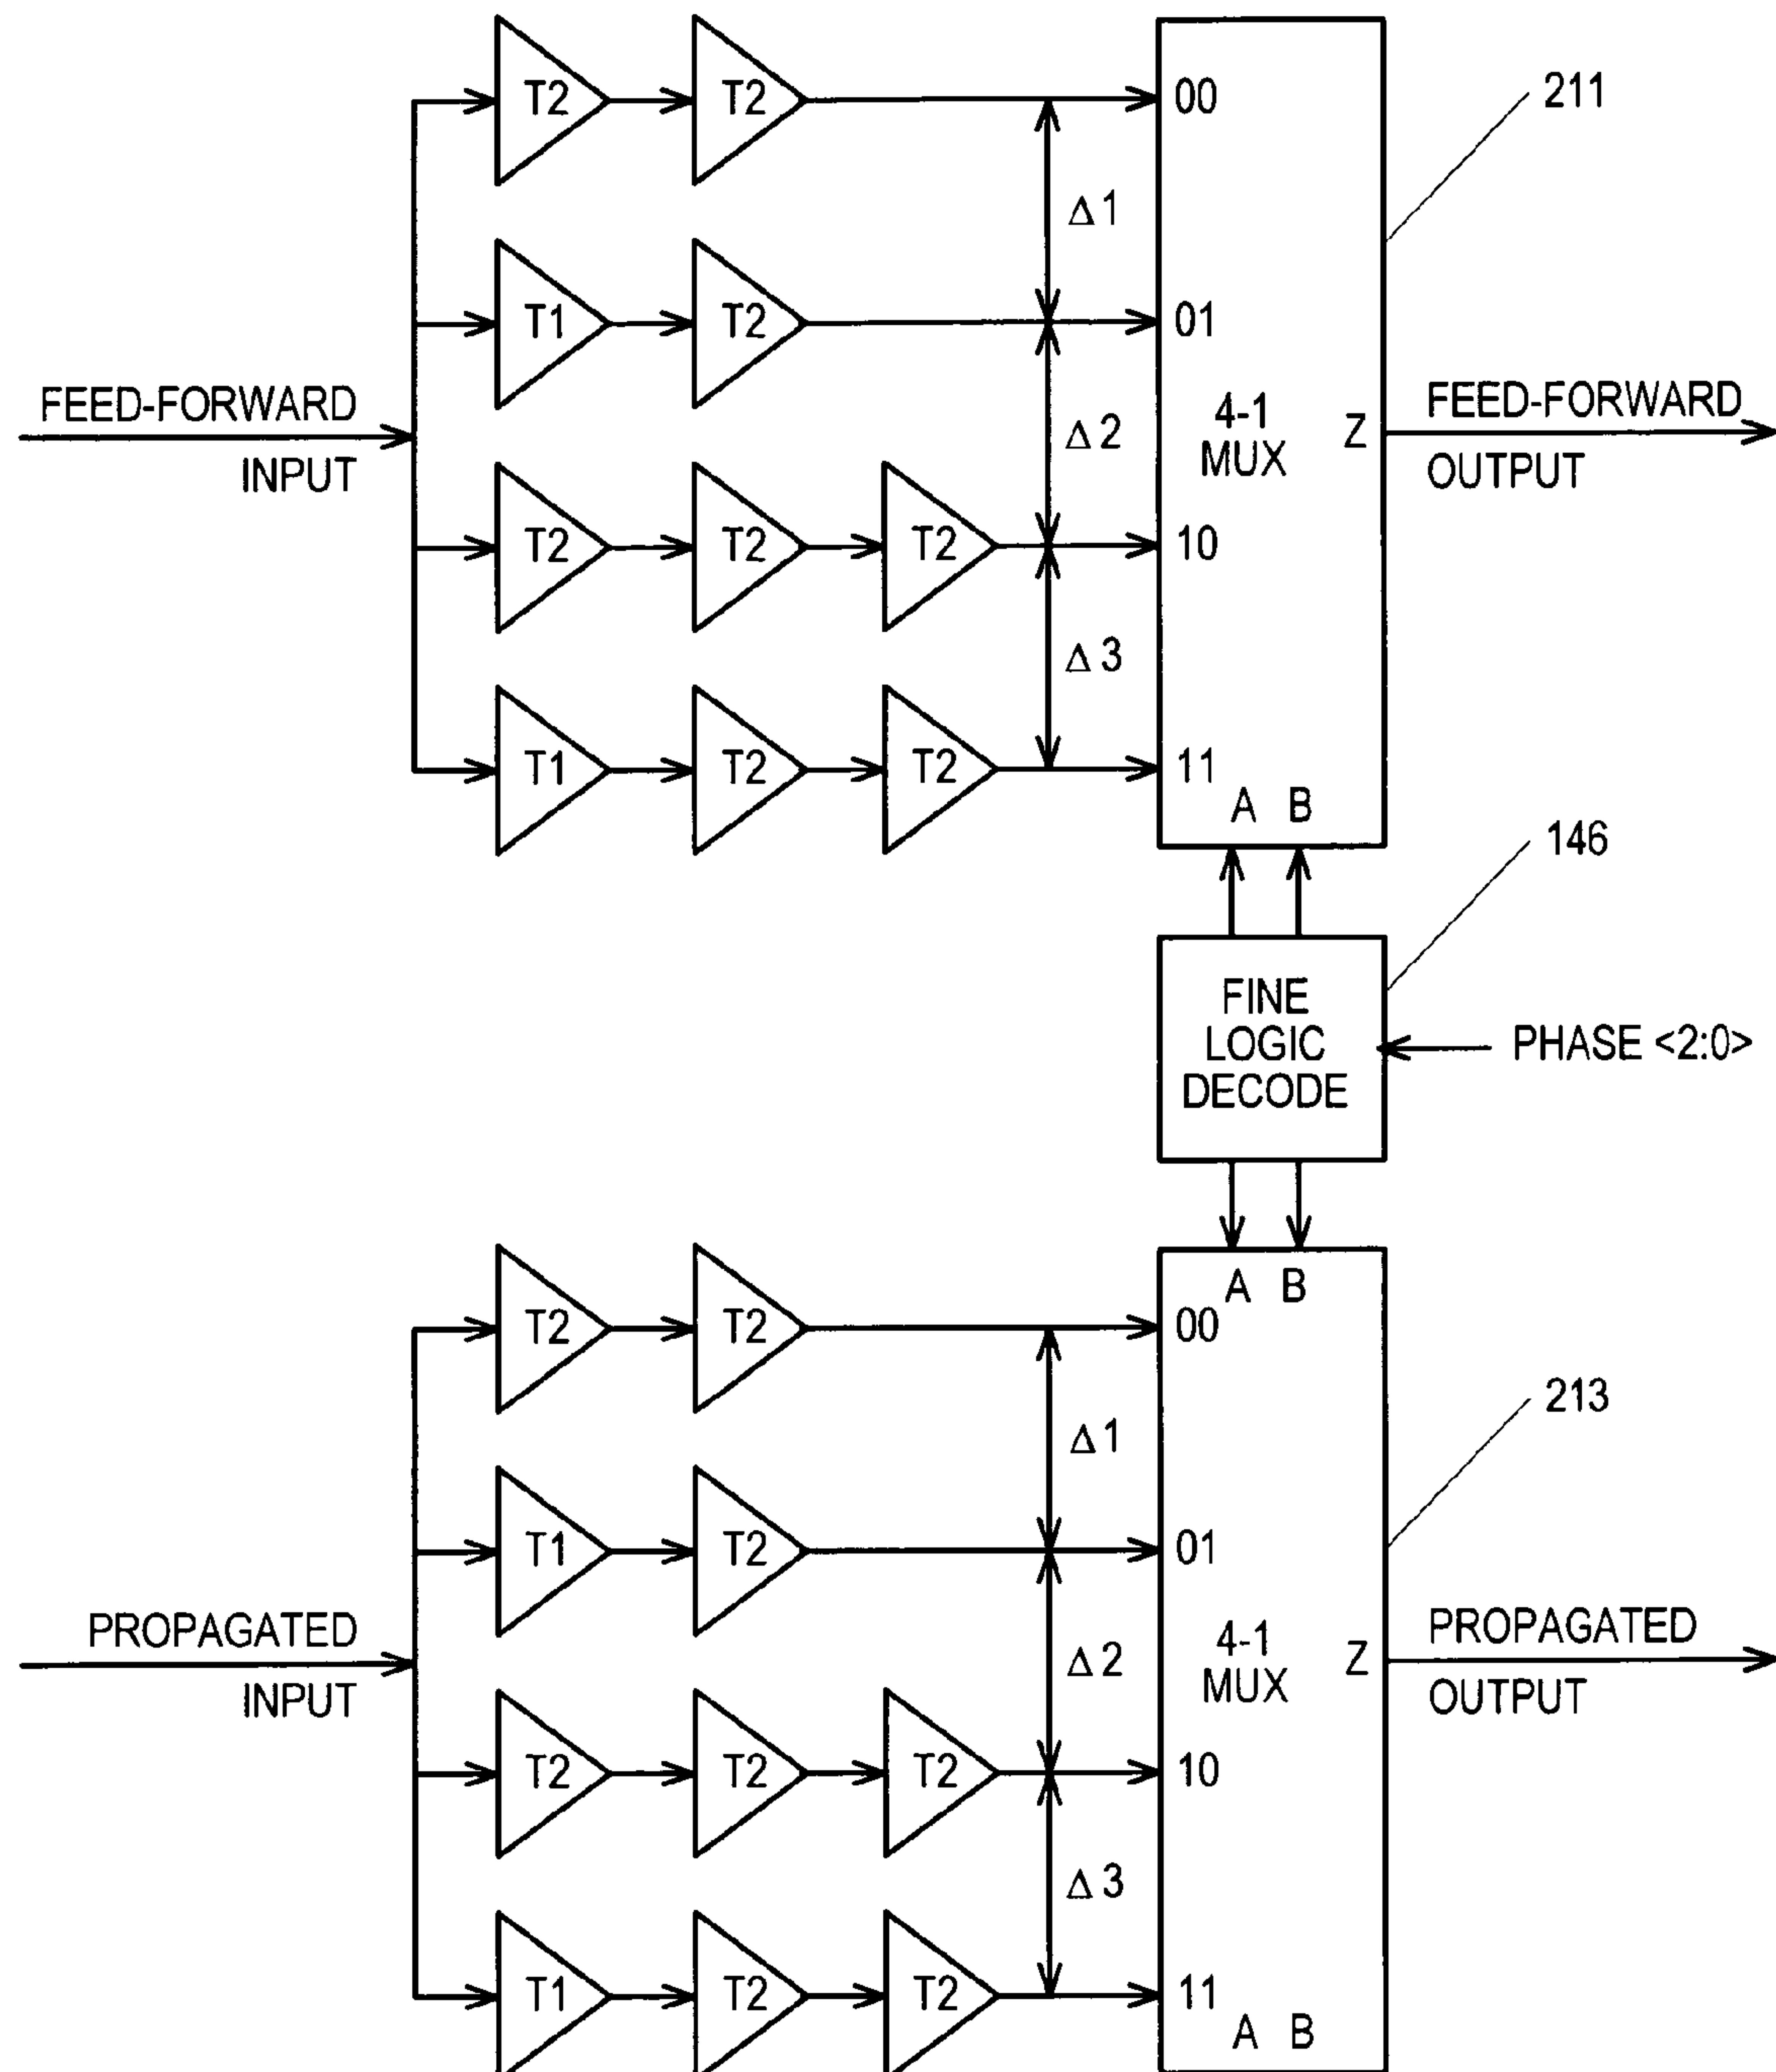 T2 T2 00 211
Δ1
T1 T2 01
FEED-FORWARD INPUT
Δ2
4-1 MUX
Z
FEED-FORWARD OUTPUT
T2 T2 T2 10
Δ3
T1 T2 T2 11
A B
146
FINE LOGIC DECODE
PHASE <2:0>
A B
T2 T2 00
213
Δ1
T1 T2 01
PROPAGATED INPUT
Δ2
4-1 MUX
Z
PROPAGATED OUTPUT
T2 T2 T2 10
Δ3
T1 T2 T2 11
A B